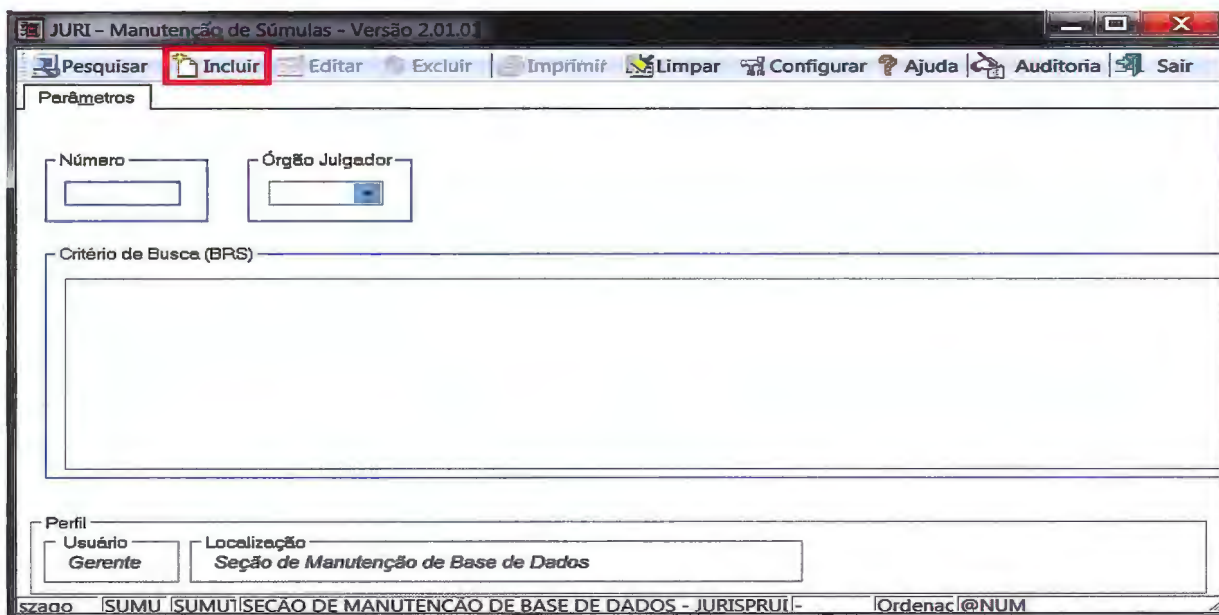 JURI - Manutenção de Súmulas - Versão 2.01.01
Pesquisar Incluir Editar Excluir Imprimir Limpar Configurar Ajuda Auditoria Sair
Parâmetros
Número Órgão Julgador
Critério de Busca (BRS)
Perfil
Usuário Localização
Gerente Seção de Manutenção de Base de Dados
szago SUMU SUMUT SEÇÃO DE MANUTENÇÃO DE BASE DE DADOS - JURISPRUI - Ordenac @NUM